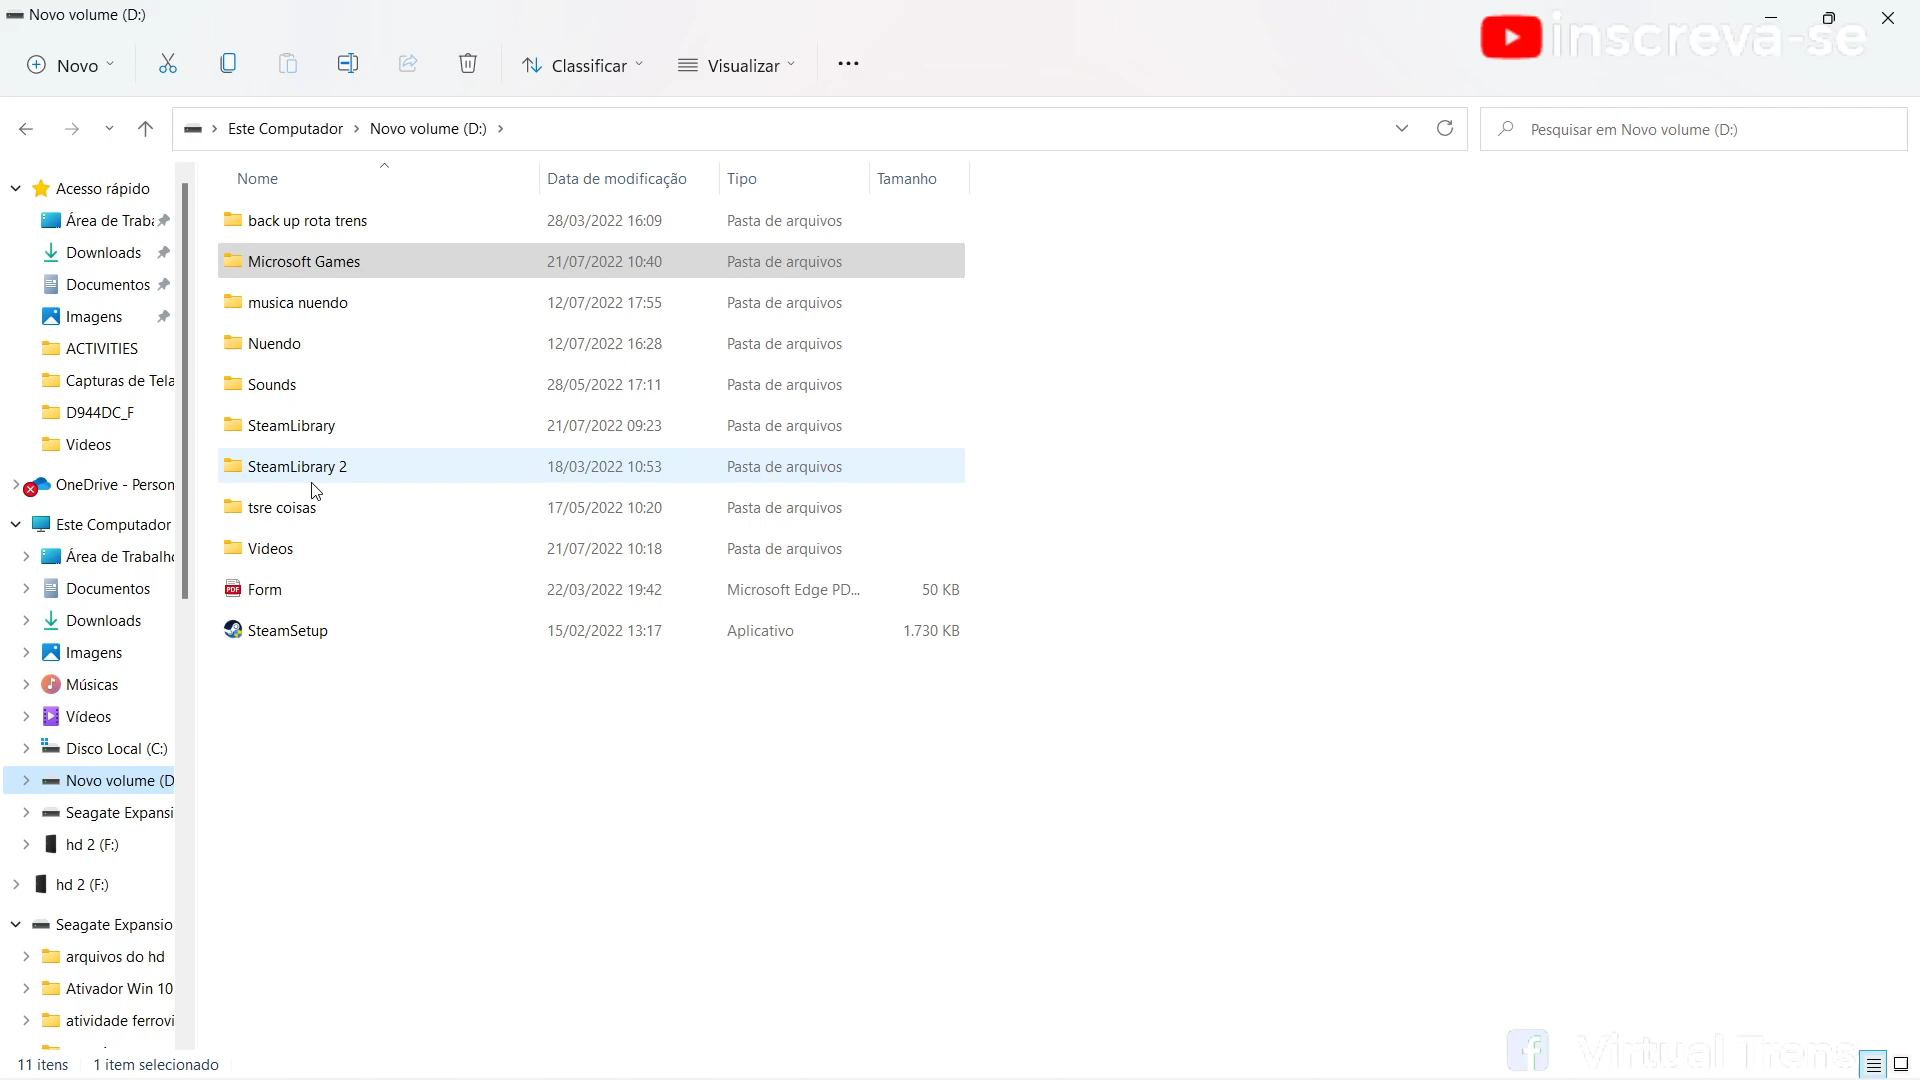 Novo volume (D:)
inscreva-se
Novo
Classificar
Visualizar
Este Computador
Novo volume (D:)
Pesquisar em Novo volume (D:)
Nome
Data de modificação
Tipo
Tamanho
back up rota trens 28/03/2022 16:09 Pasta de arquivos
Microsoft Games 21/07/2022 10:40 Pasta de arquivos
musica nuendo 12/07/2022 17:55 Pasta de arquivos
Nuendo 12/07/2022 16:28 Pasta de arquivos
Sounds 28/05/2022 17:11 Pasta de arquivos
SteamLibrary 21/07/2022 09:23 Pasta de arquivos
SteamLibrary 2 18/03/2022 10:53 Pasta de arquivos
tsre coisas 17/05/2022 10:20 Pasta de arquivos
Videos 21/07/2022 10:18 Pasta de arquivos
Form 22/03/2022 19:42 Microsoft Edge PD... 50 KB
SteamSetup 15/02/2022 13:17 Aplicativo 1.730 KB
Acesso rápido
Área de Traba
Downloads
Documentos
Imagens
ACTIVITIES
Capturas de Tela
D944DC_F
Videos
OneDrive - Person
Este Computador
Área de Trabalho
Documentos
Downloads
Imagens
Músicas
Vídeos
Disco Local (C:)
Novo volume (D
Seagate Expansi
hd 2 (F:)
hd 2 (F:)
Seagate Expansio
arquivos do hd
Ativador Win 10
atividade ferrovi
11 itens
1 item selecionado
Virtual Trens